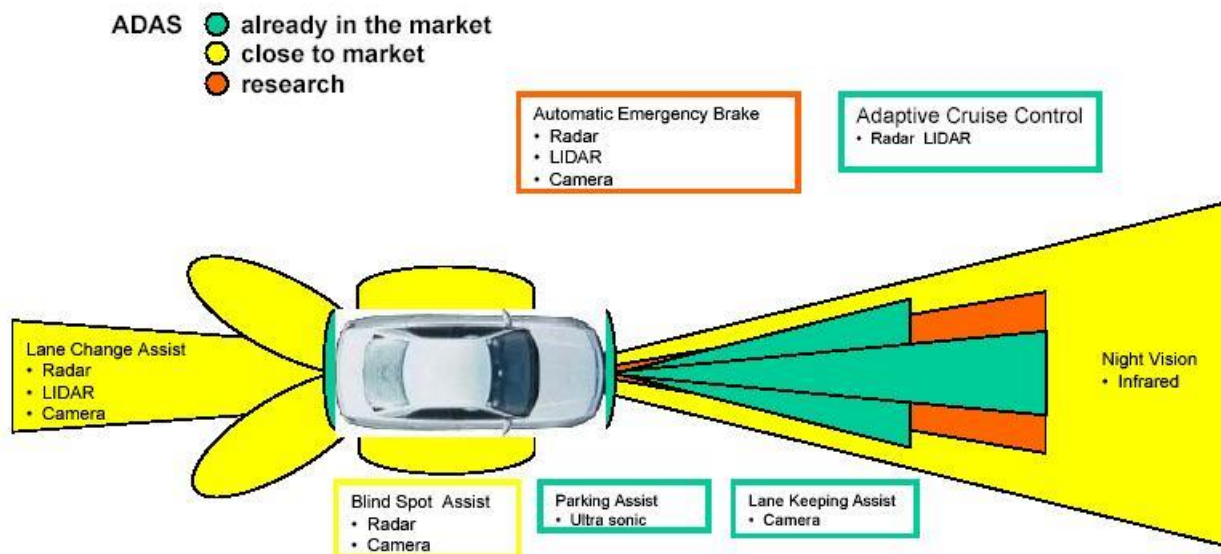 ADAS
already in the market
close to market
research
Automatic Emergency Brake
• Radar
• LIDAR
• Camera
Adaptive Cruise Control
• Radar LIDAR
Lane Change Assist
• Radar
• LIDAR
• Camera
Night Vision
• Infrared
Blind Spot Assist
• Radar
• Camera
Parking Assist
• Ultra sonic
Lane Keeping Assist
• Camera